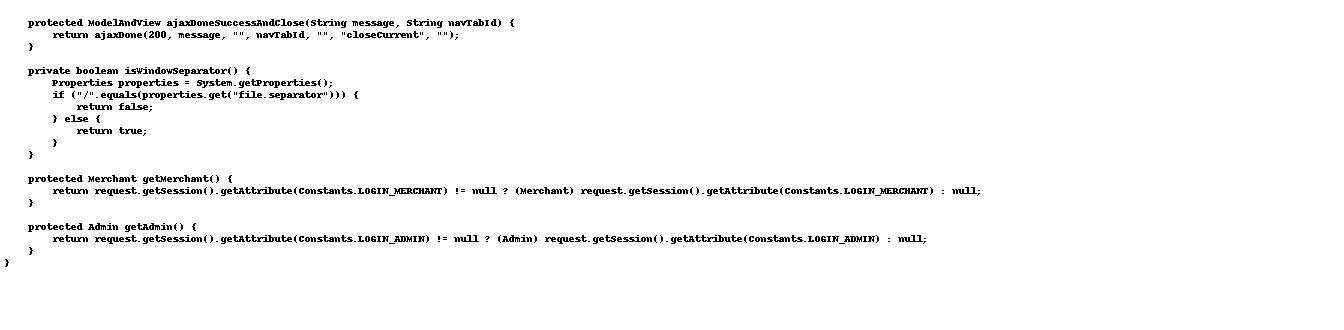 protected ModelAndView ajaxDoneSuccessAndClose(String message, String navTabId) {
return ajaxDone(200, message, "", navTabId, "", "closeCurrent", "");
}
private boolean isWindowSeparator() {
Properties properties = System.getProperties();
if ("/".equals(properties.get("file.separator"))) {
return false;
} else {
return true;
}
}
protected Merchant getMerchant() {
return request.getSession().getAttribute(Constants.LOGIN_MERCHANT) != null ? (Merchant) request.getSession().getAttribute(Constants.LOGIN_MERCHANT) : null;
}
protected Admin getAdmin() {
return request.getSession().getAttribute(Constants.LOGIN_ADMIN) != null ? (Admin) request.getSession().getAttribute(Constants.LOGIN_ADMIN) : null;
}
}